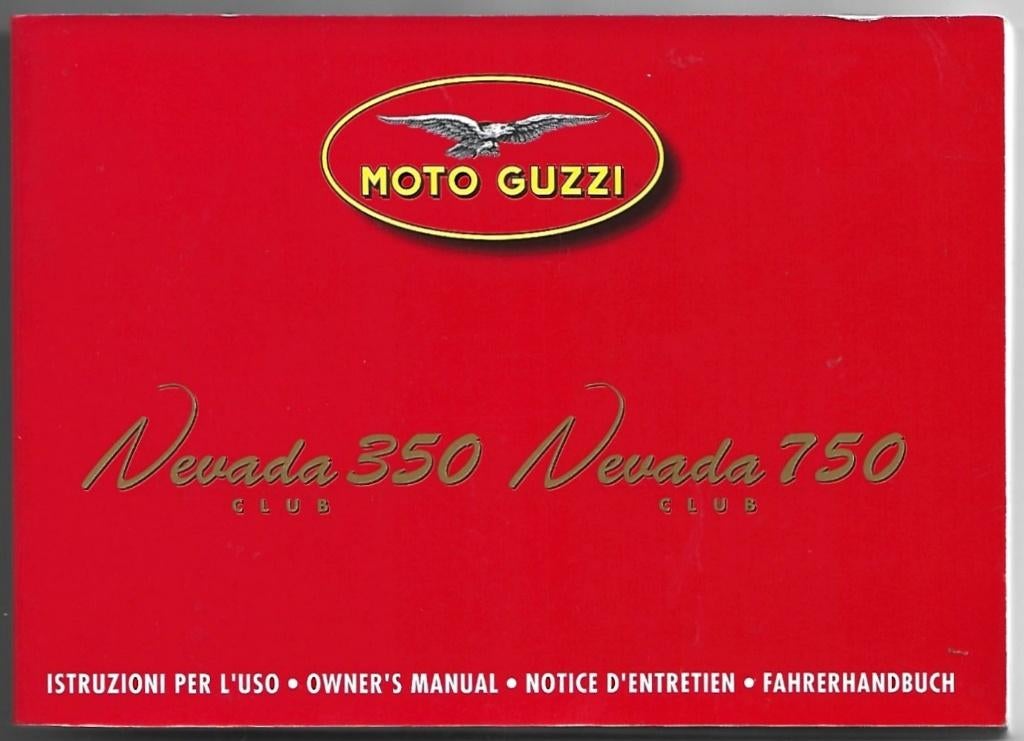 MOTO GUZZI
Nevada 350 Nevada 750
CLUB CLUB
ISTRUZIONI PER L'USO • OWNER'S MANUAL • NOTICE D'ENTRETIEN • FAHRERHANDBUCH